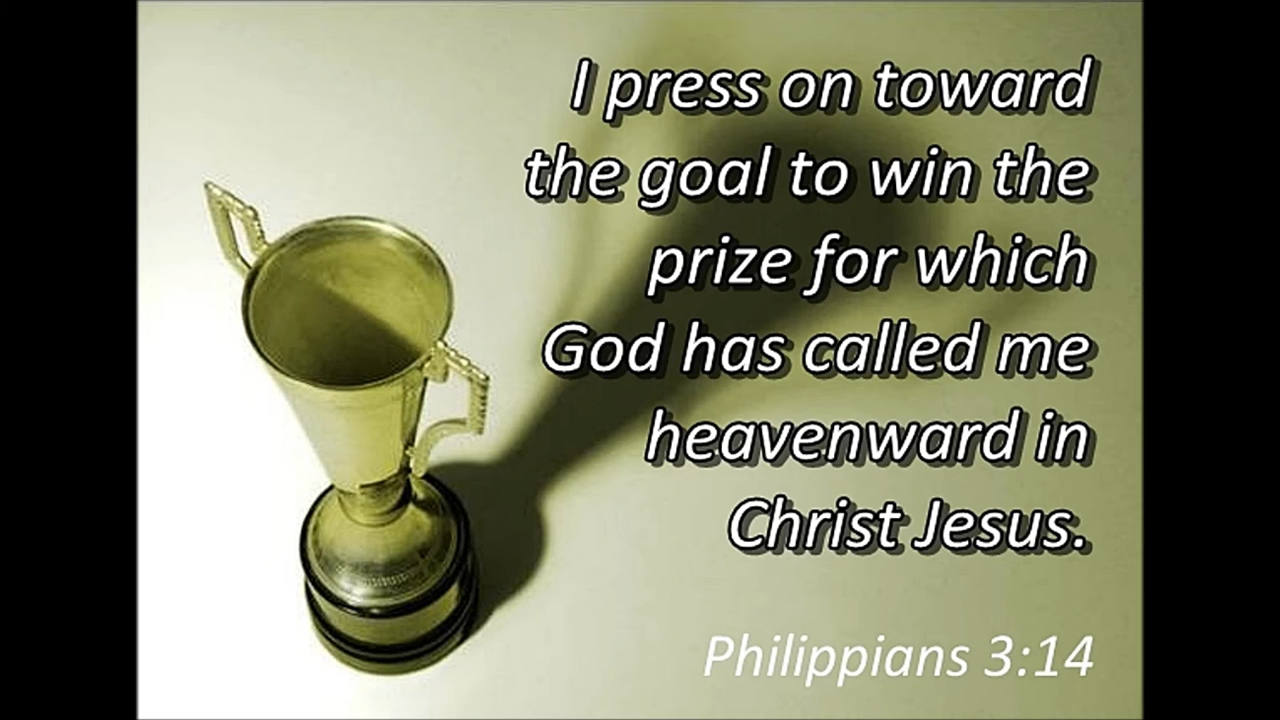 I press on toward
the goal to win the
prize for which
God has called me
heavenward in
Christ Jesus.
Philippians 3:14